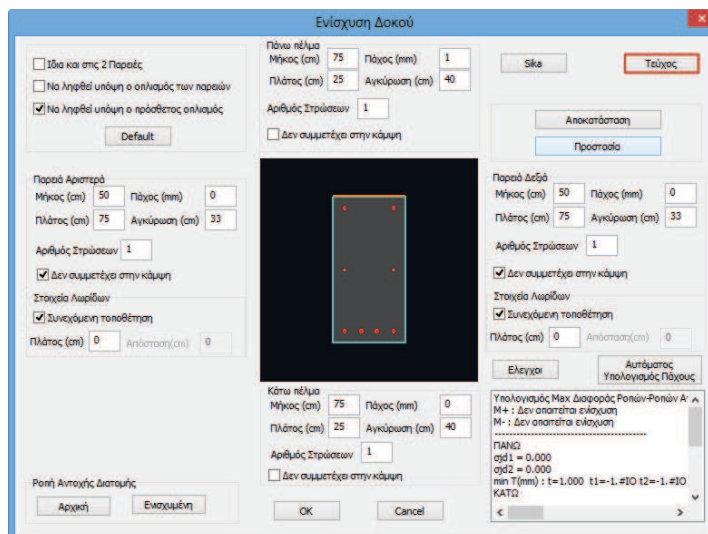 Ενίσχυση Δοκού
Ιδια και στις 2 Παρειές
Να ληφθεί υπόψη ο οπλισμός των παρειών
Να ληφθεί υπόψη ο πρόσθετος οπλισμός
Default
Πάνω πέλμα
Μήκος (cm) 75 Πάχος (mm) 1
Πλάτος (cm) 25 Αγκύρωση (cm) 40
Αριθμός Στρώσεων 1
Δεν συμμετέχει στην κάμψη
Sika
Τεύχος
Αποκατάσταση
Προστασία
Παρειά Αριστερά
Μήκος (cm) 50 Πάχος (mm) 0
Πλάτος (cm) 75 Αγκύρωση (cm) 33
Αριθμός Στρώσεων 1
Δεν συμμετέχει στην κάμψη
Στοιχεία Λωρίδων
Συνεχόμενη τοποθέτηση
Πλάτος (cm) 0 Απόσταση(cm) 0
Παρειά Δεξιά
Μήκος (cm) 50 Πάχος (mm) 0
Πλάτος (cm) 75 Αγκύρωση (cm) 33
Αριθμός Στρώσεων 1
Δεν συμμετέχει στην κάμψη
Στοιχεία Λωρίδων
Συνεχόμενη τοποθέτηση
Πλάτος (cm) 0 Απόσταση(cm) 0
Ελεγχοι
Αυτόματος
Υπολογισμός Πάχους
Κάτω πέλμα
Μήκος (cm) 75 Πάχος (mm) 0
Πλάτος (cm) 25 Αγκύρωση (cm) 40
Αριθμός Στρώσεων 1
Δεν συμμετέχει στην κάμψη
Υπολογισμός Max Διαφοράς Ροπών-Ροπών Αν
M+ : Δεν απαιτείται ενίσχυση
M- : Δεν απαιτείται ενίσχυση
--------------------------------------------
ΠΑΝΩ
σjd1 = 0.000
σjd2 = 0.000
min T(mm) : t=1.000 t1=-1.#IO t2=-1.#IO
ΚΑΤΩ
Ροπή Αντοχής Διατομής
Αρχική
Ενισχυμένη
OK
Cancel